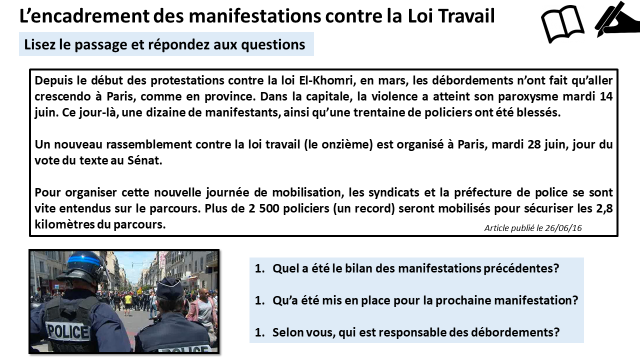 L’encadrement des manifestations contre la Loi Travail
Lisez le passage et répondez aux questions
Depuis le début des protestations contre la loi El-Khomri, en mars, les débordements n’ont fait qu’aller
crescendo à Paris, comme en province. Dans la capitale, la violence a atteint son paroxysme mardi 14
juin. Ce jour-là, une dizaine de manifestants, ainsi qu’une trentaine de policiers ont été blessés.
Un nouveau rassemblement contre la loi travail (le onzième) est organisé à Paris, mardi 28 juin, jour du
vote du texte au Sénat.
Pour organiser cette nouvelle journée de mobilisation, les syndicats et la préfecture de police se sont
vite entendus sur le parcours. Plus de 2 500 policiers (un record) seront mobilisés pour sécuriser les 2,8
kilomètres du parcours.
Article publié le 26/06/16
POLICE
POLICE
1. Quel a été le bilan des manifestations précédentes?
1. Qu’a été mis en place pour la prochaine manifestation?
1. Selon vous, qui est responsable des débordements?